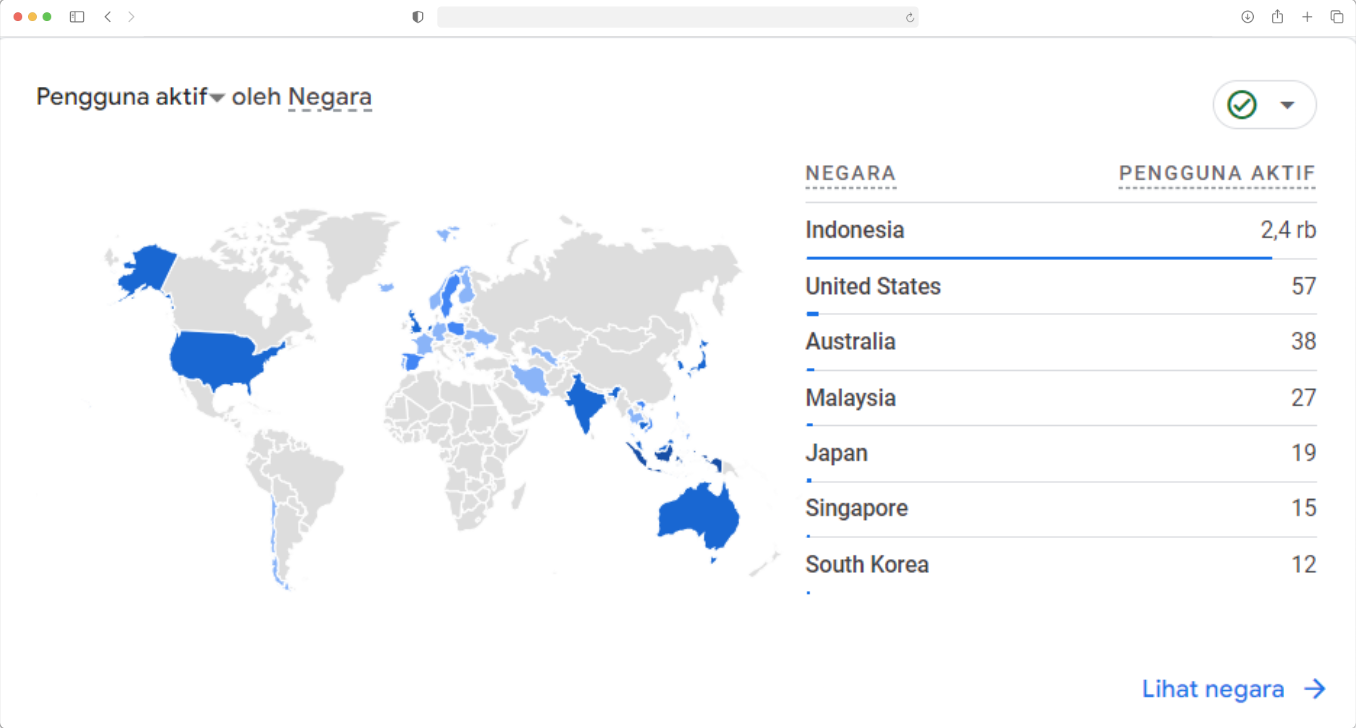 Pengguna aktif oleh Negara
NEGARA PENGGUNA AKTIF
Indonesia 2,4 rb
United States 57
Australia 38
Malaysia 27
Japan 19
Singapore 15
South Korea 12
Lihat negara